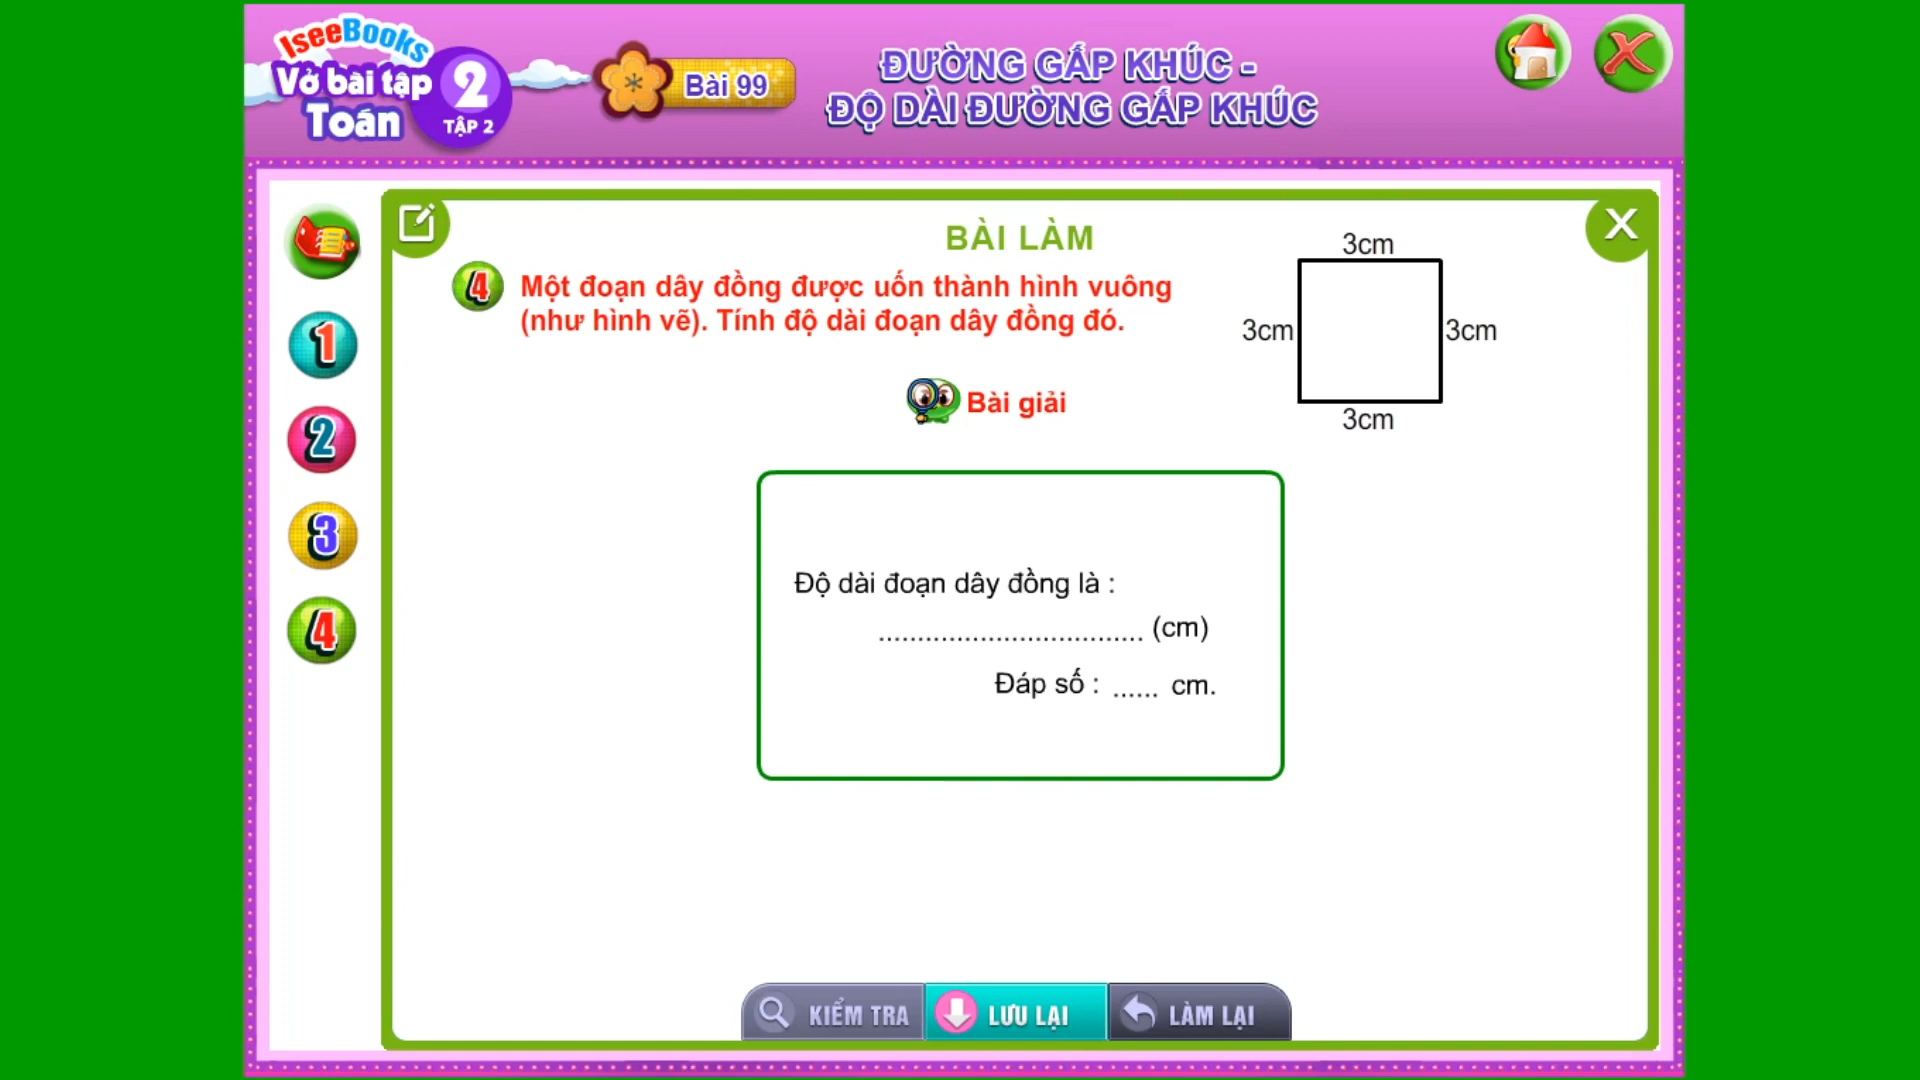 IseeBooks
Vở bài tập
Toán
2
TẬP 2
Bài 99
ĐƯỜNG GẤP KHÚC -
ĐỘ DÀI ĐƯỜNG GẤP KHÚC
1
2
3
4
BÀI LÀM
4 Một đoạn dây đồng được uốn thành hình vuông
(như hình vẽ). Tính độ dài đoạn dây đồng đó.
3cm
3cm
3cm
3cm
Bài giải
Độ dài đoạn dây đồng là :
.................................. (cm)
Đáp số : ...... cm.
KIỂM TRA
LƯU LẠI
LÀM LẠI